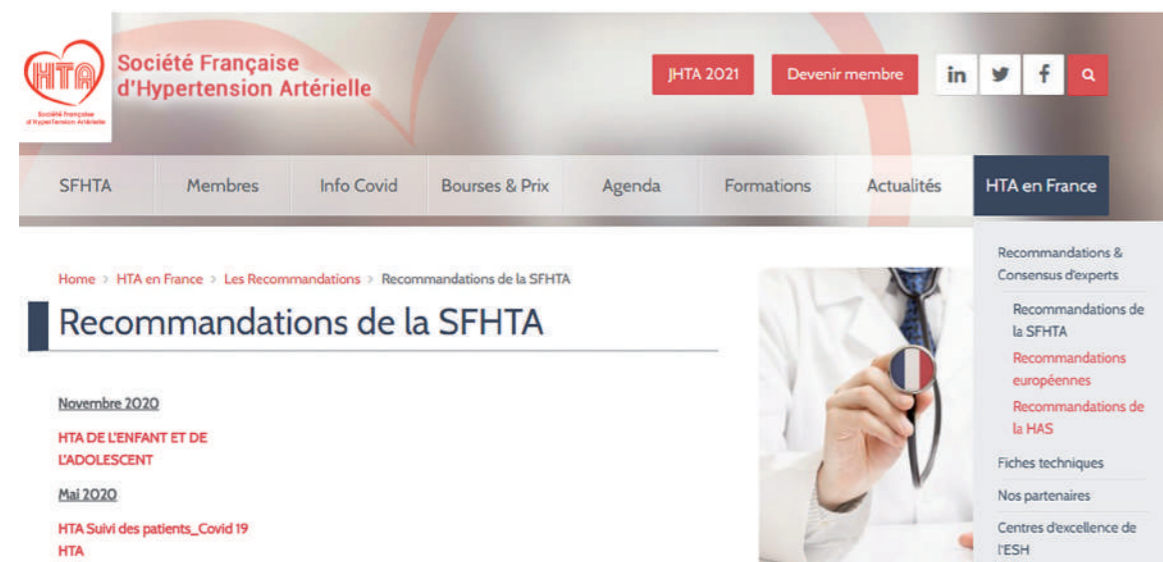 HTA
Société Française
d'HyperTension Artérielle
Société Française
d'Hypertension Artérielle
JHTA 2021
Devenir membre
in
f
SFHTA
Membres
Info Covid
Bourses & Prix
Agenda
Formations
Actualités
HTA en France
Home > HTA en France > Les Recommandations > Recommandations de la SFHTA
Recommandations de la SFHTA
Novembre 2020
HTA DE L'ENFANT ET DE
L'ADOLESCENT
Mai 2020
HTA Suivi des patients_Covid 19
HTA
Recommandations &
Consensus d'experts
Recommandations de
la SFHTA
Recommandations
européennes
Recommandations de
la HAS
Fiches techniques
Nos partenaires
Centres d'excellence de
l'ESH